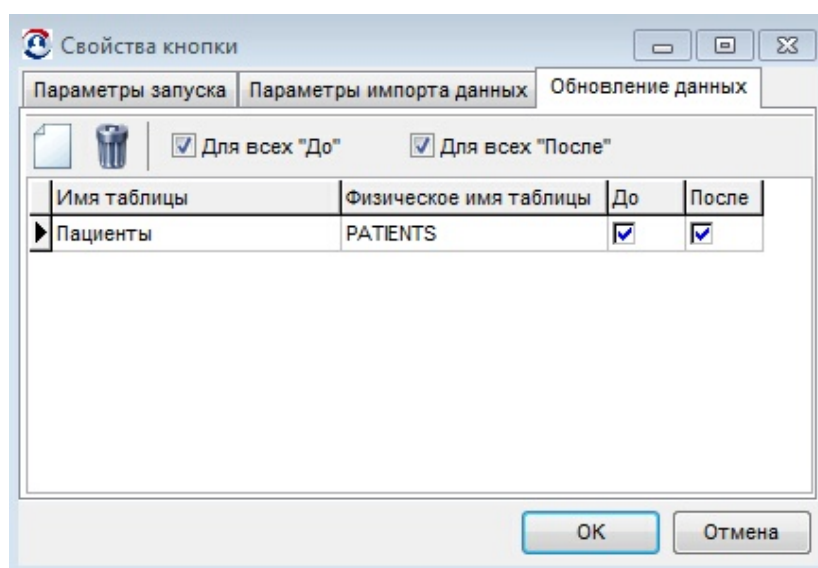 Свойства кнопки
Параметры запуска Параметры импорта данных Обновление данных
Для всех "До" Для всех "После"
Имя таблицы Физическое имя таблицы До После
Пациенты PATIENTS
OK Отмена